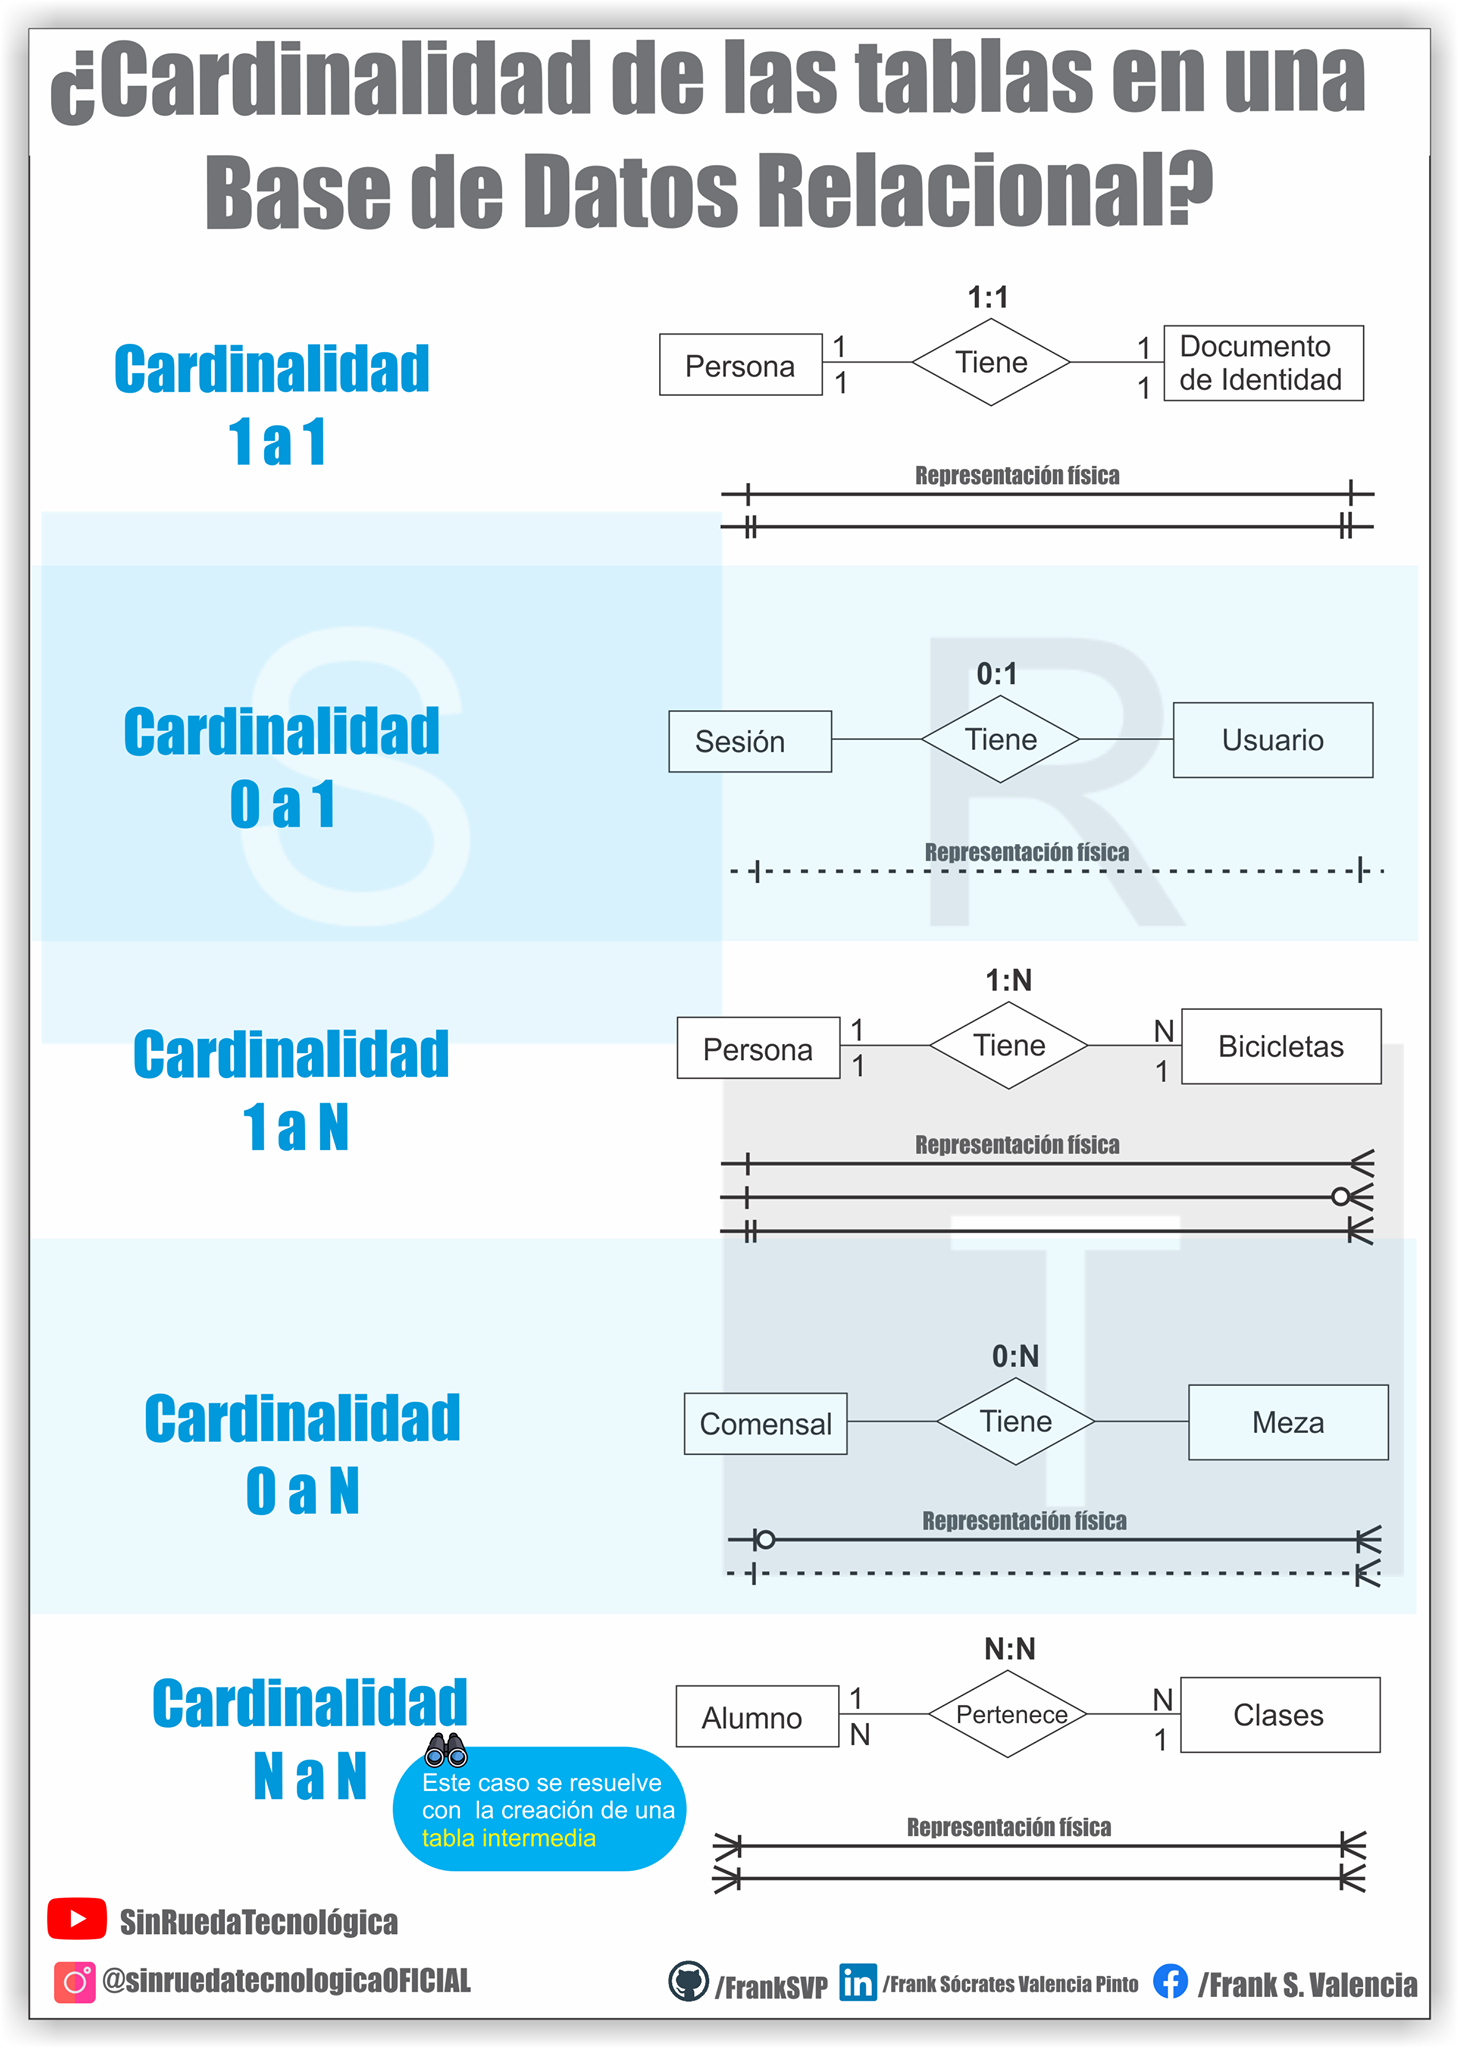 ¿Cardinalidad de las tablas en una
Base de Datos Relacional?
Cardinalidad
1 a 1
1:1
Persona
1
1
Tiene
1
1
Documento
de Identidad
Representación física
S
R
Cardinalidad
0 a 1
0:1
Sesión
Tiene
Usuario
Representación física
Cardinalidad
1 a N
1:N
Persona
1
1
Tiene
N
1
Bicicletas
Representación física
T
Cardinalidad
0 a N
0:N
Comensal
Tiene
Meza
Representación física
Cardinalidad
N a N
Este caso se resuelve
con la creación de una
tabla intermedia
N:N
Alumno
1
N
Pertenece
N
1
Clases
Representación física
SinRuedaTecnológica
@sinruedatecnologicaOFICIAL
/FrankSVP
in
/Frank Sócrates Valencia Pinto
/Frank S. Valencia